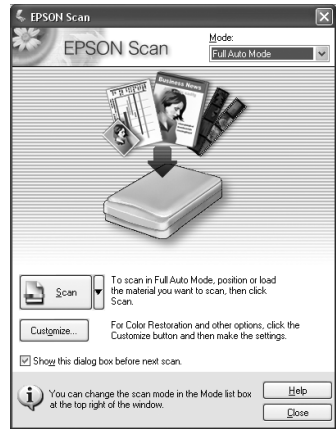 EPSON Scan
EPSON Scan
Mode:
Full Auto Mode
Business News
Scan
To scan in Full Auto Mode, position or load
the material you want to scan, then click
Scan.
Customize...
For Color Restoration and other options, click the
Customize button and then make the settings.
Show this dialog box before next scan.
You can change the scan mode in the Mode list box
at the top right of the window.
Help
Close